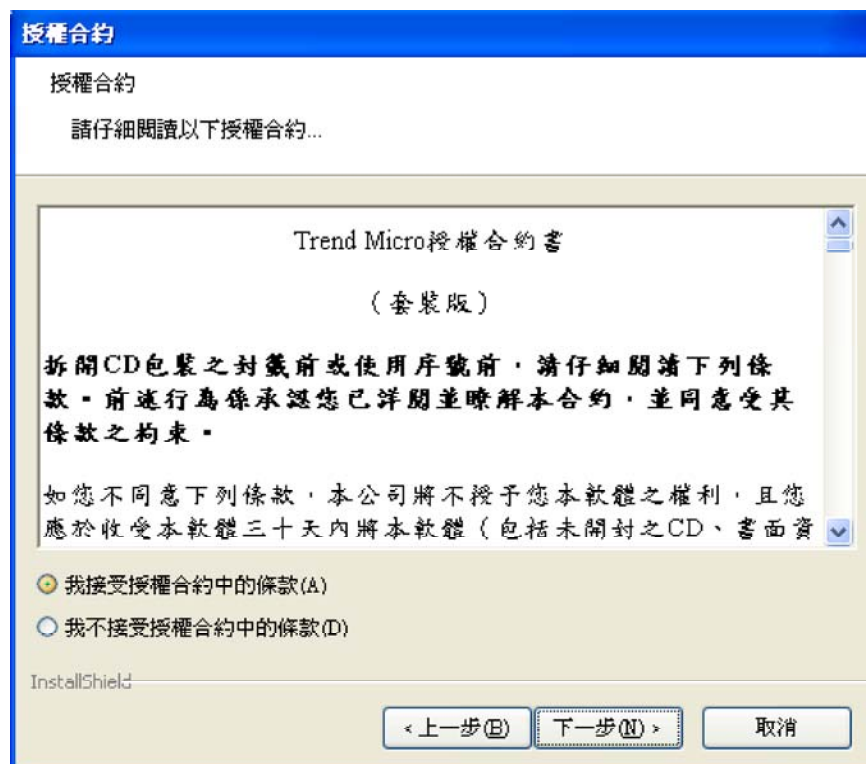 授權合約
授權合約
請仔細閱讀以下授權合約...
Trend Micro授權合約書
（套裝版）
拆開CD包裝之封籤前或使用序號前，請仔細閱讀下列條
款。前述行為係承認您已詳閱並瞭解本合約，並同意受其
條款之拘束。
如您不同意下列條款，本公司將不授予您本軟體之權利，且您
應於收受本軟體三十天內將本軟體（包括未開封之CD、書面資
我接受授權合約中的條款(A)
我不接受授權合約中的條款(D)
InstallShield
<上一步(B) 下一步(N)> 取消